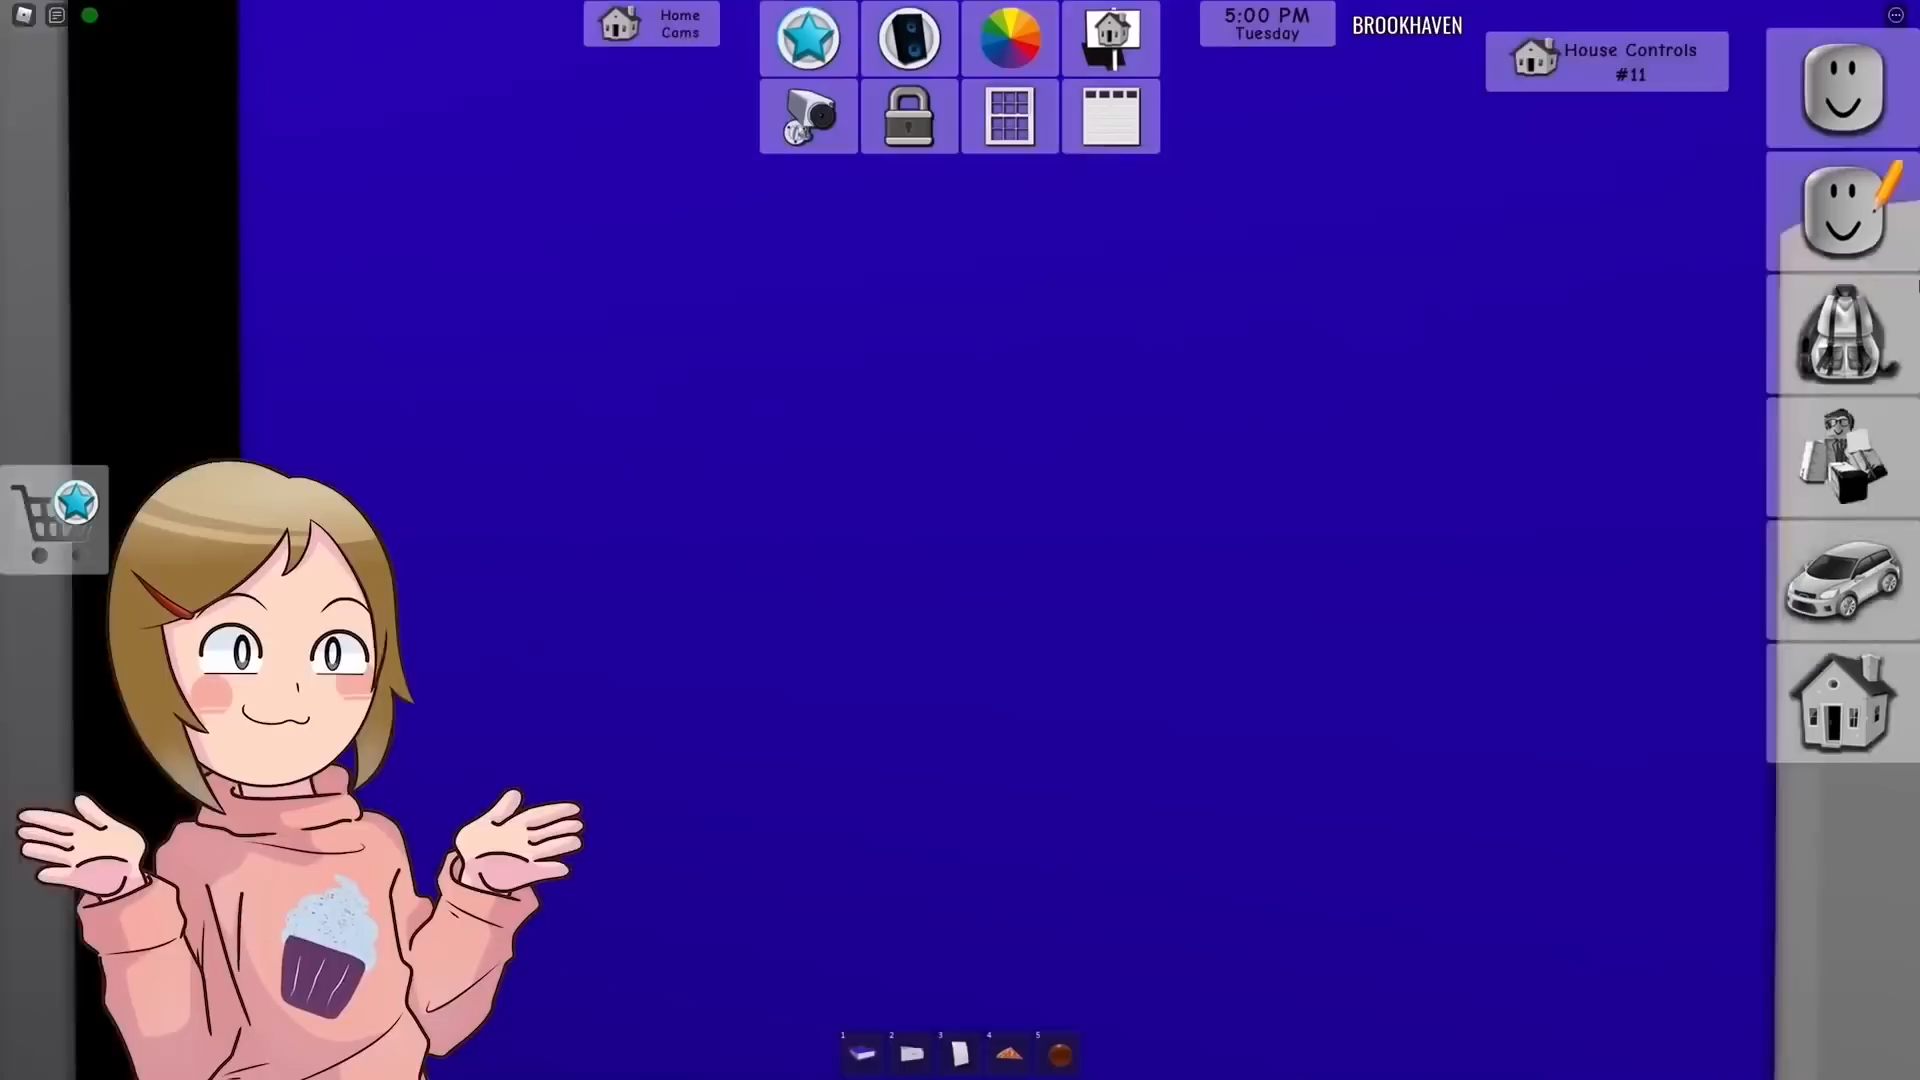 Home
Cams
5:00 PM
Tuesday
BROOKHAVEN
House Controls
#11
1 2 3 4 5